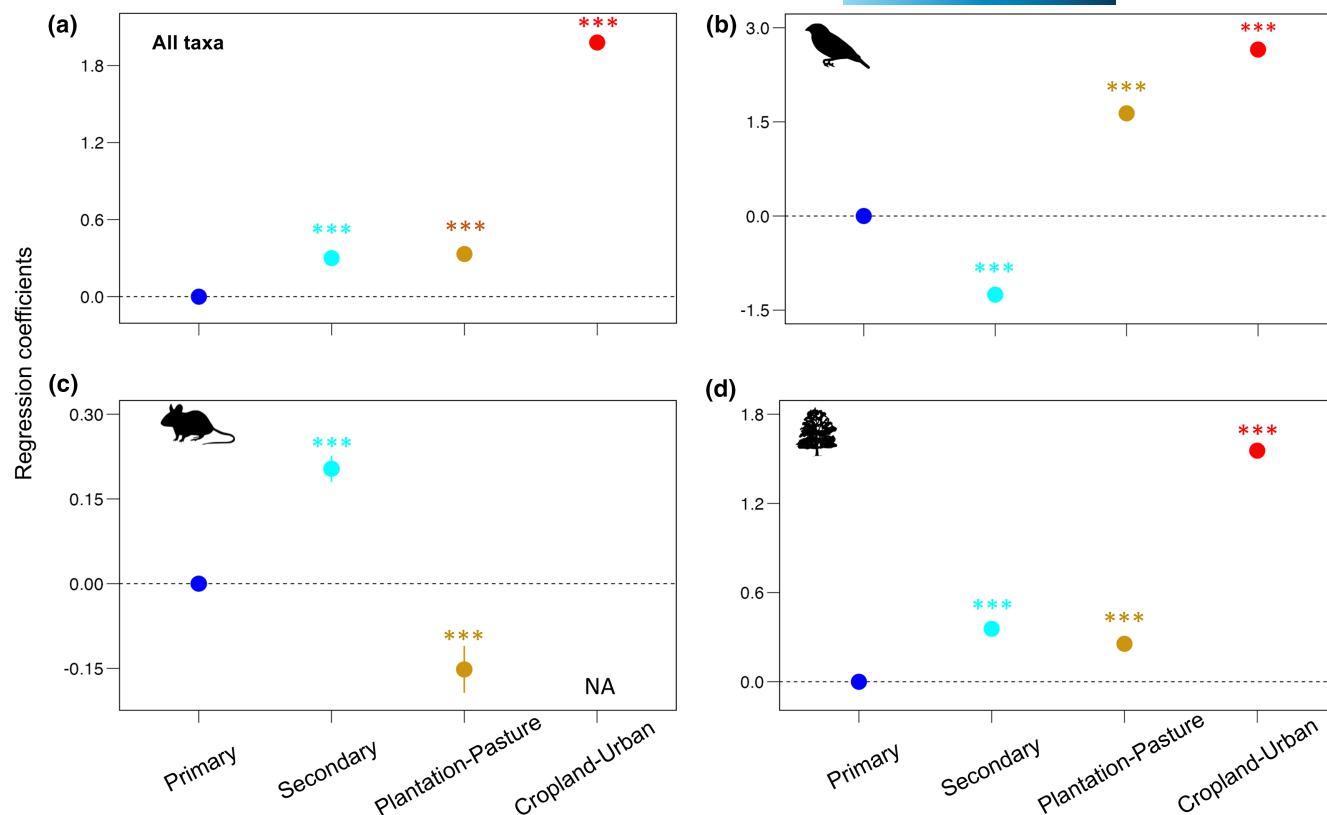 (a)
All taxa
***
1.8
1.2
0.6
0.0
***
***
(b)
3.0
1.5
0.0
-1.5
***
***
***
Regression coefficients
(c)
0.30
0.15
0.00
-0.15
***
***
NA
Primary
Secondary
Plantation-Pasture
Cropland-Urban
(d)
1.8
1.2
0.6
0.0
***
***
***
Primary
Secondary
Plantation-Pasture
Cropland-Urban